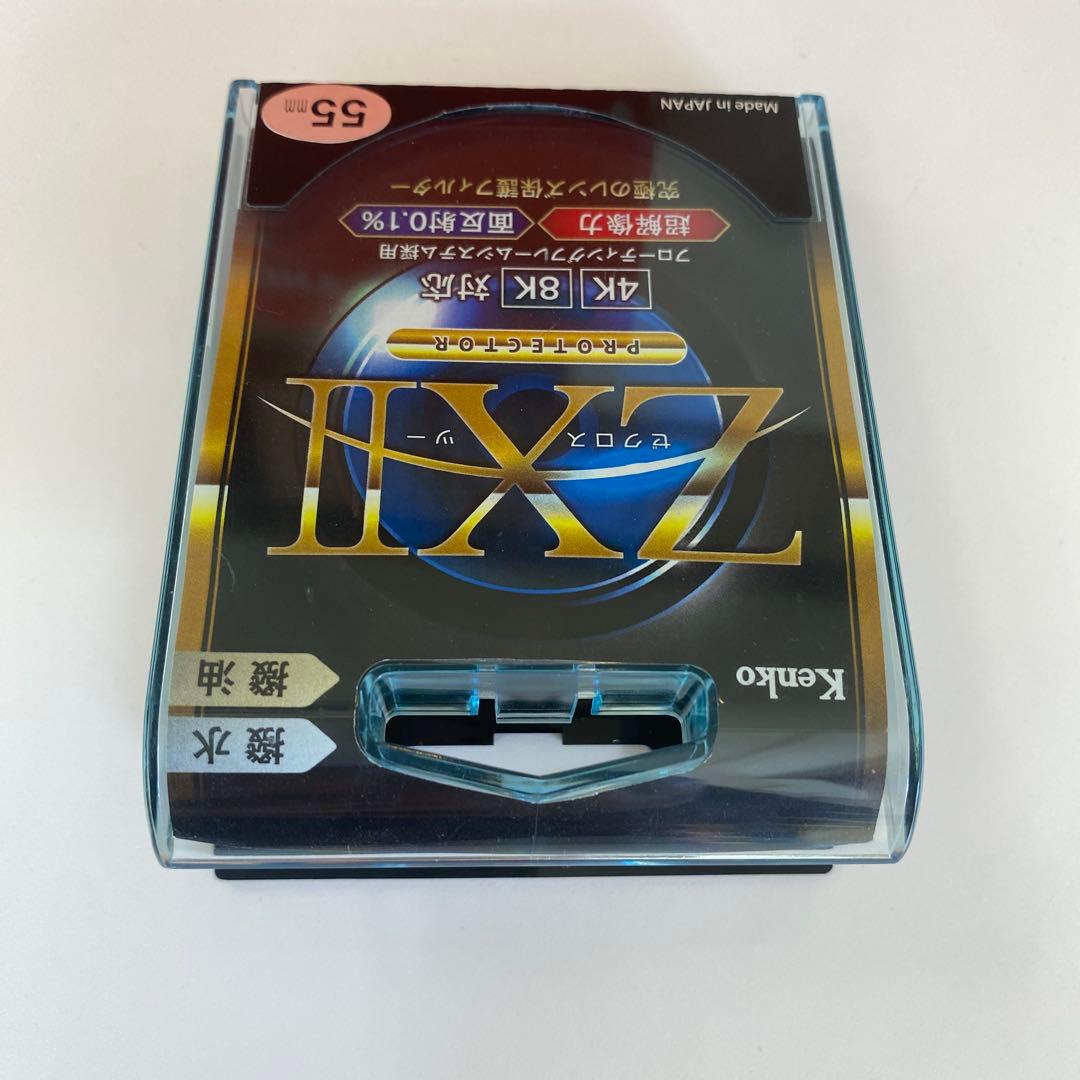 撥水
撥油
Kenko
ZXII
ゼクロス ツー
PROTECTOR
4K 8K 対応
フローティングフレームシステム採用
超解像力 面反射0.1%
究極のレンズ保護フィルター
Made in JAPAN
55mm